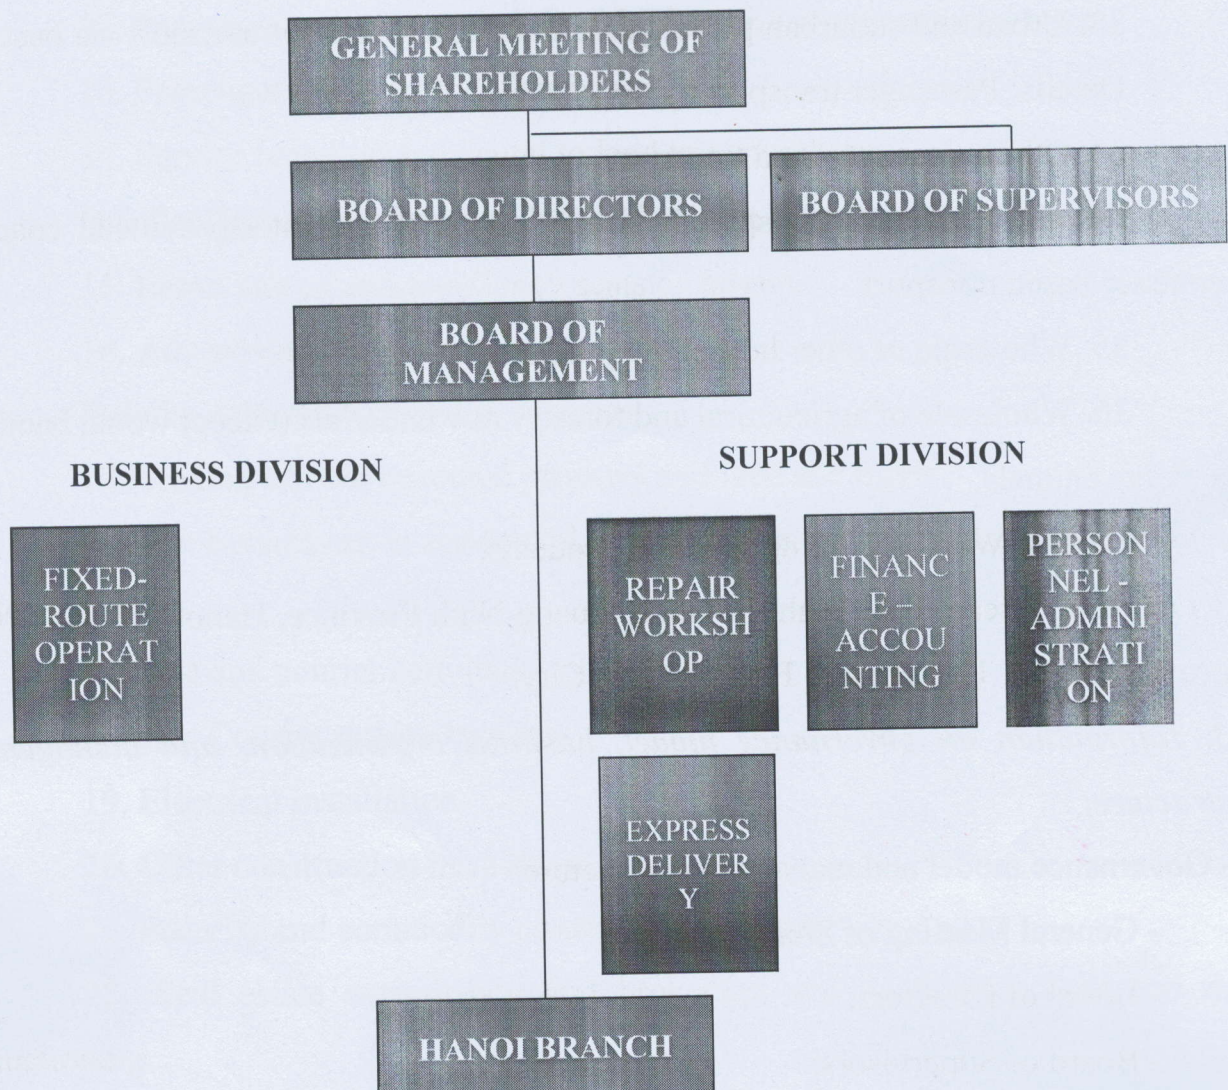 GENERAL MEETING OF
SHAREHOLDERS
BOARD OF DIRECTORS
BOARD OF SUPERVISORS
BOARD OF
MANAGEMENT
BUSINESS DIVISION
SUPPORT DIVISION
FIXED-
ROUTE
OPERAT
ION
REPAIR
WORKSH
OP
FINANC
E –
ACCOU
NTING
PERSON
NEL -
ADMINI
STRATI
ON
EXPRESS
DELIVER
Y
HANOI BRANCH